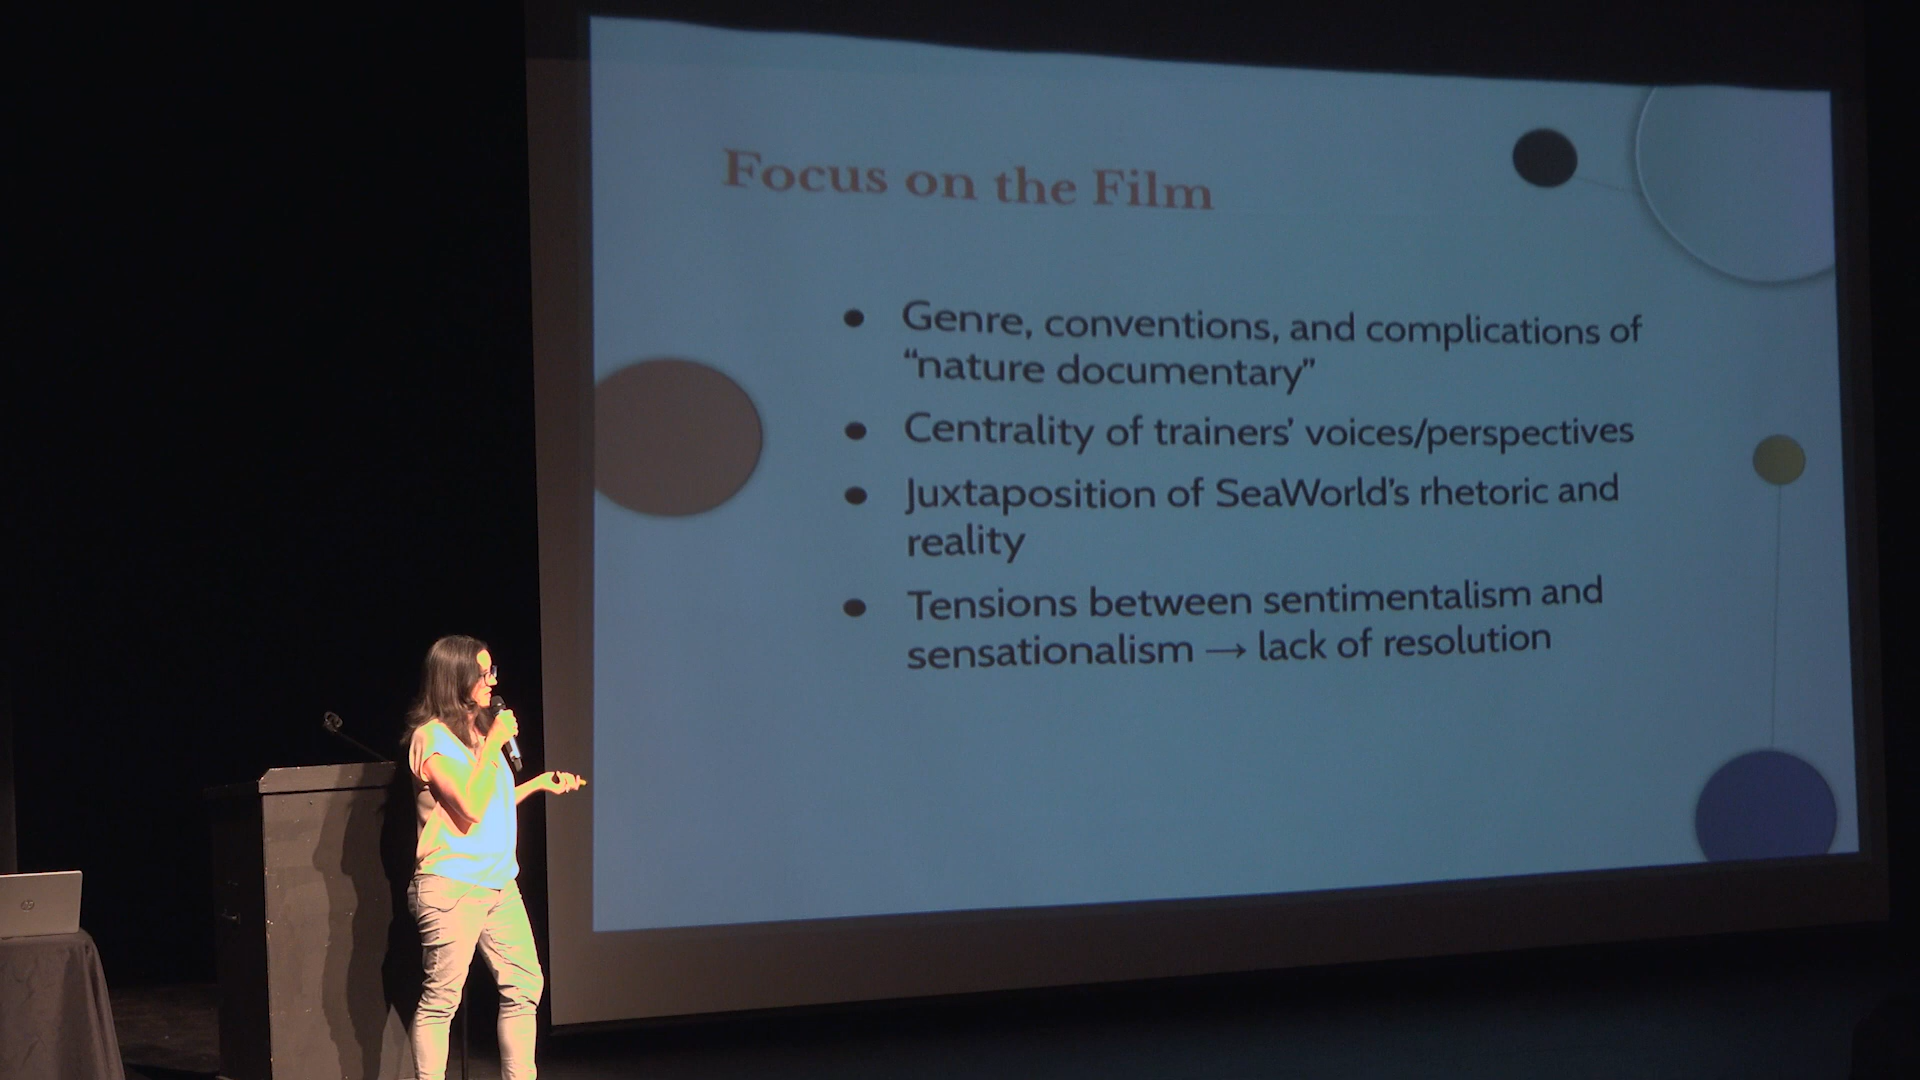 Focus on the Film
● Genre, conventions, and complications of
“nature documentary”
● Centrality of trainers’ voices/perspectives
● Juxtaposition of SeaWorld’s rhetoric and
reality
● Tensions between sentimentalism and
sensationalism → lack of resolution
hp